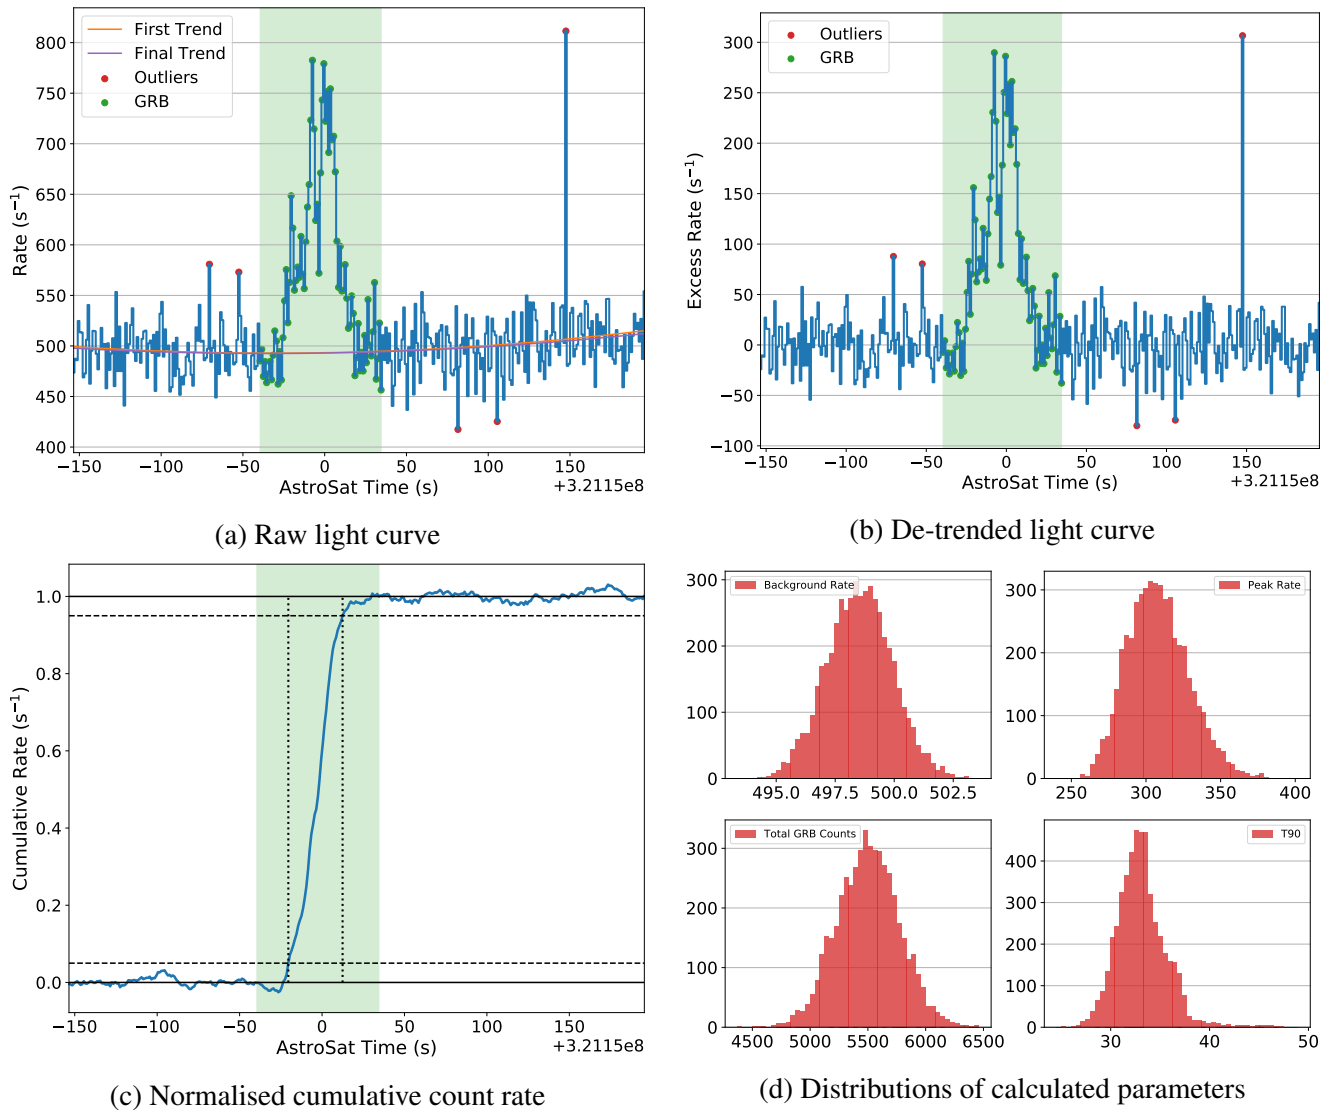 First Trend
Final Trend
Outliers
GRB
800
750
700
650
600
550
500
450
400
Rate (s⁻¹)
−150 −100 −50 0 50 100 150
AstroSat Time (s)
+3.2115e8
(a) Raw light curve
Outliers
GRB
300
250
200
150
100
50
0
−50
−100
Excess Rate (s⁻¹)
−150 −100 −50 0 50 100 150
AstroSat Time (s)
+3.2115e8
(b) De-trended light curve
1.0
0.8
0.6
0.4
0.2
0.0
Cumulative Rate (s⁻¹)
−150 −100 −50 0 50 100 150
AstroSat Time (s)
+3.2115e8
(c) Normalised cumulative count rate
Background Rate
300
200
100
0
495.0 497.5 500.0 502.5
Peak Rate
300
200
100
0
250 300 350 400
Total GRB Counts
300
200
100
0
4500 5000 5500 6000 6500
T90
400
300
200
100
0
30 40 50
(d) Distributions of calculated parameters